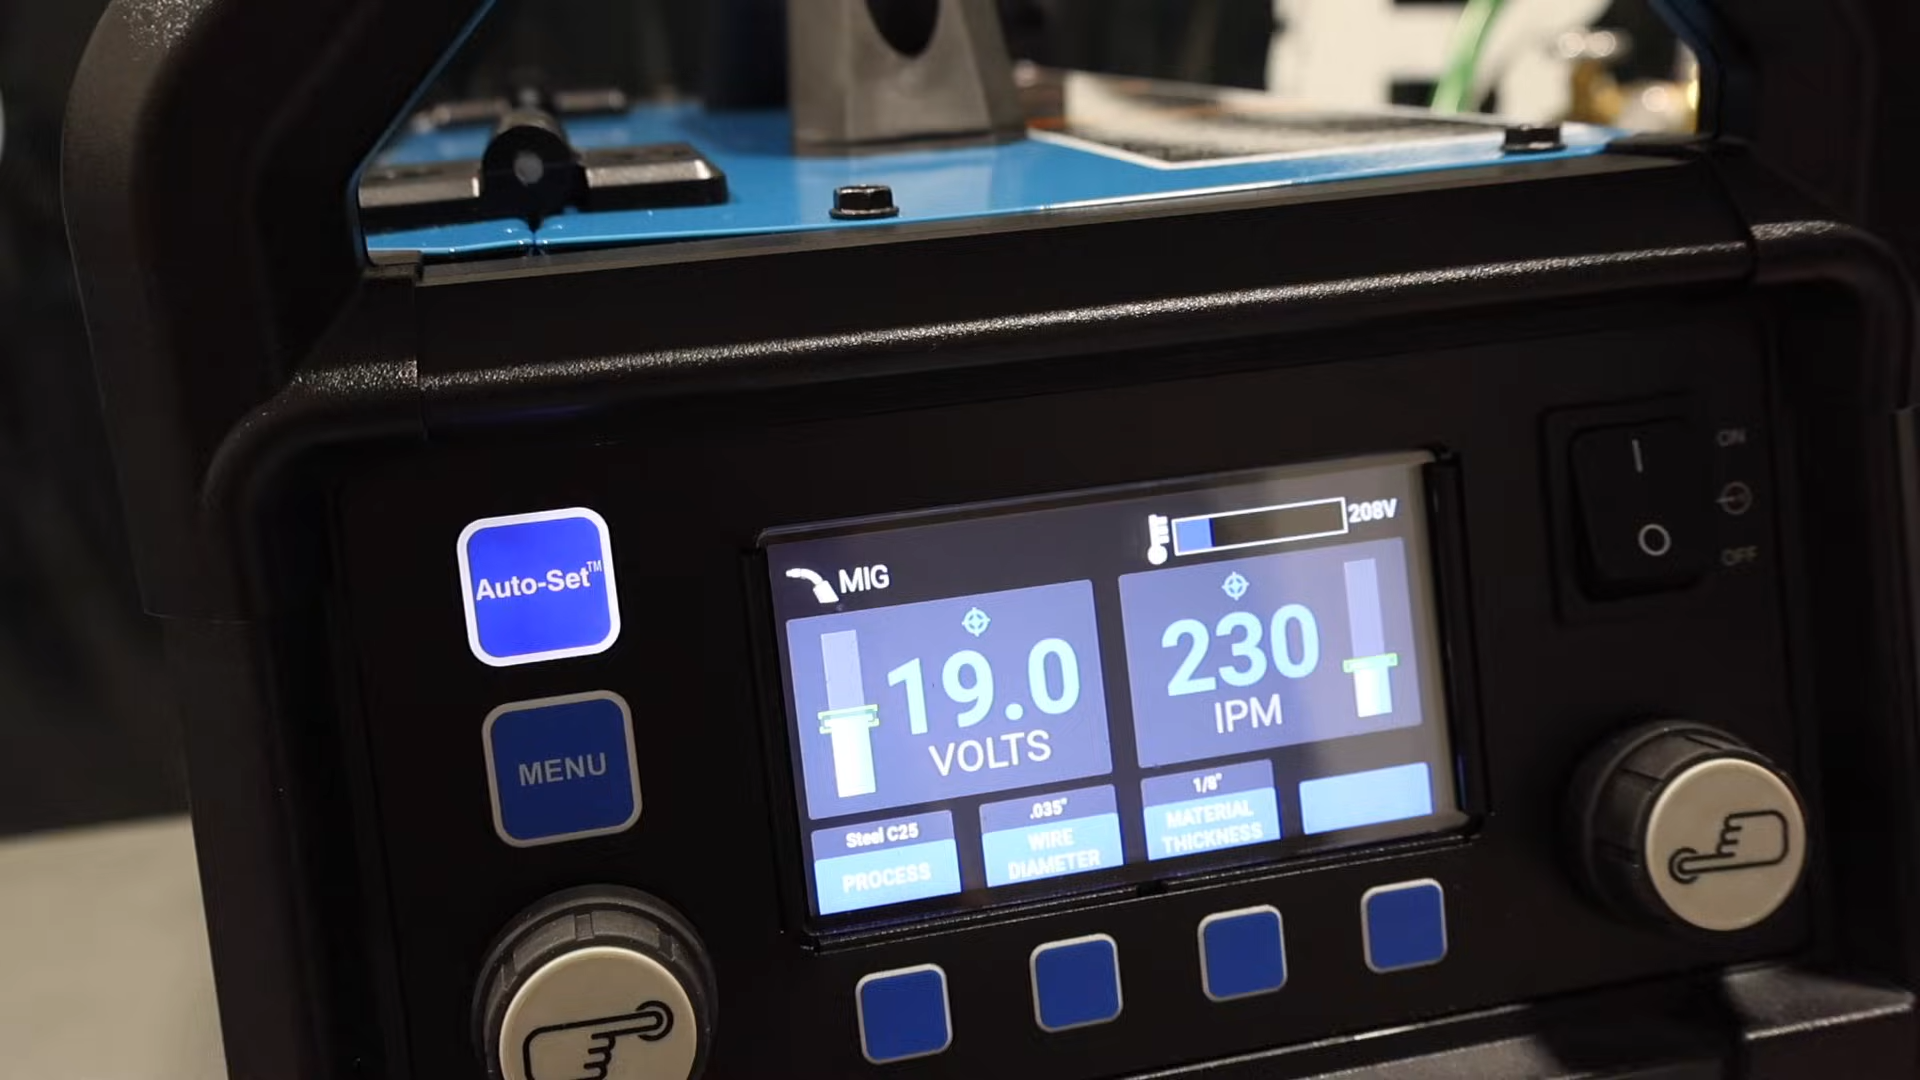 Auto-Set™
MENU
MIG
208V
19.0
VOLTS
230
IPM
Steel C25
PROCESS
.035"
WIRE
DIAMETER
1/8"
MATERIAL
THICKNESS
ON
OFF